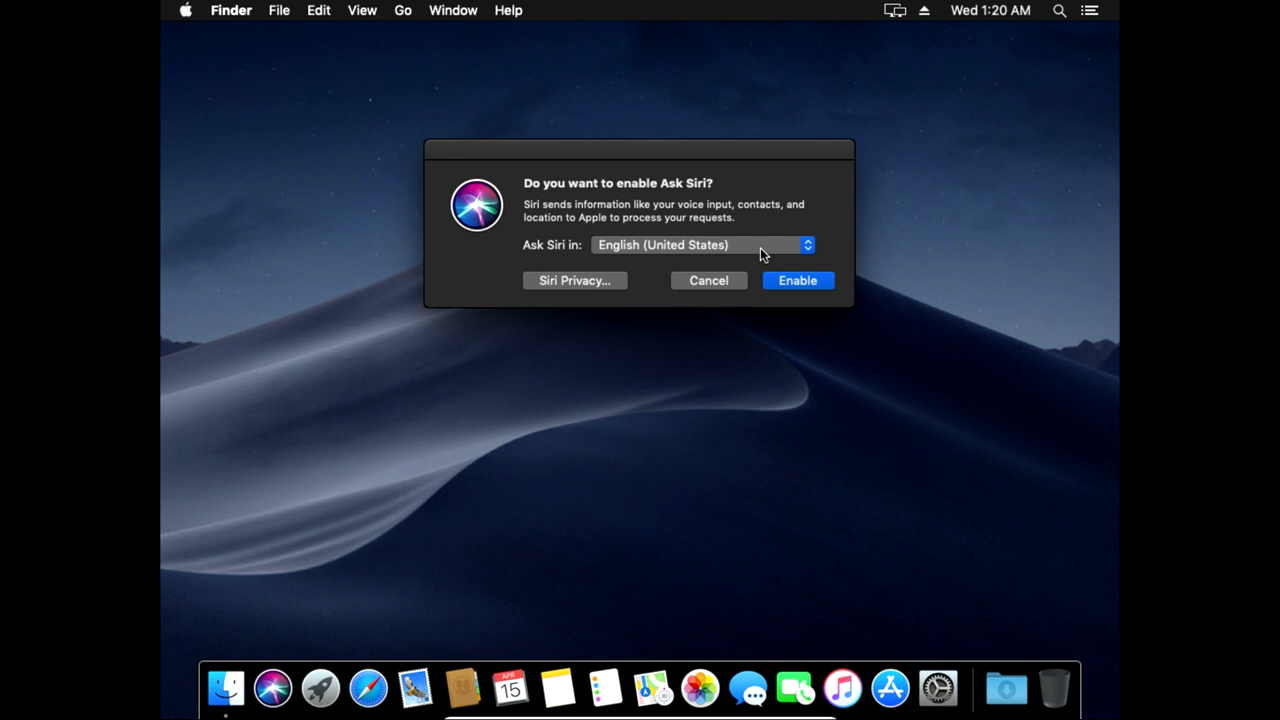 Finder File Edit View Go Window Help Wed 1:20 AM
Do you want to enable Ask Siri?
Siri sends information like your voice input, contacts, and
location to Apple to process your requests.
Ask Siri in: English (United States)
Siri Privacy... Cancel Enable
APR
15